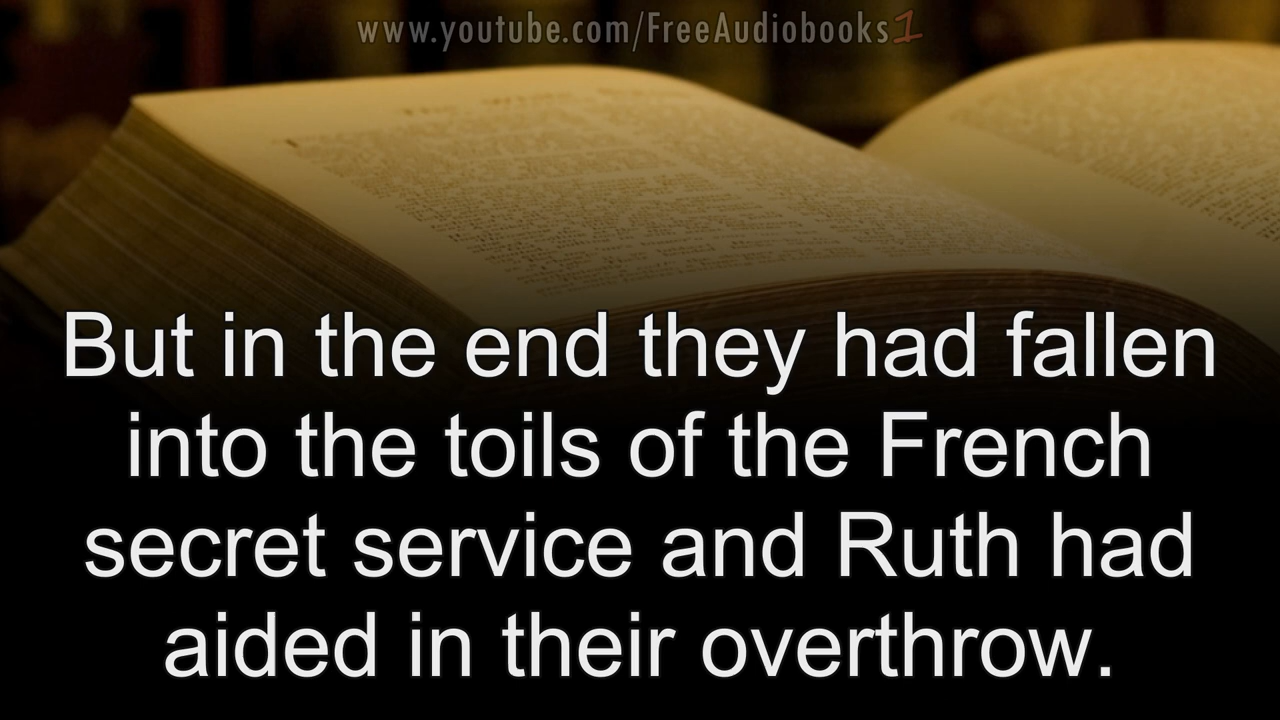 www.youtube.com/FreeAudiobooks1
But in the end they had fallen
into the toils of the French
secret service and Ruth had
aided in their overthrow.